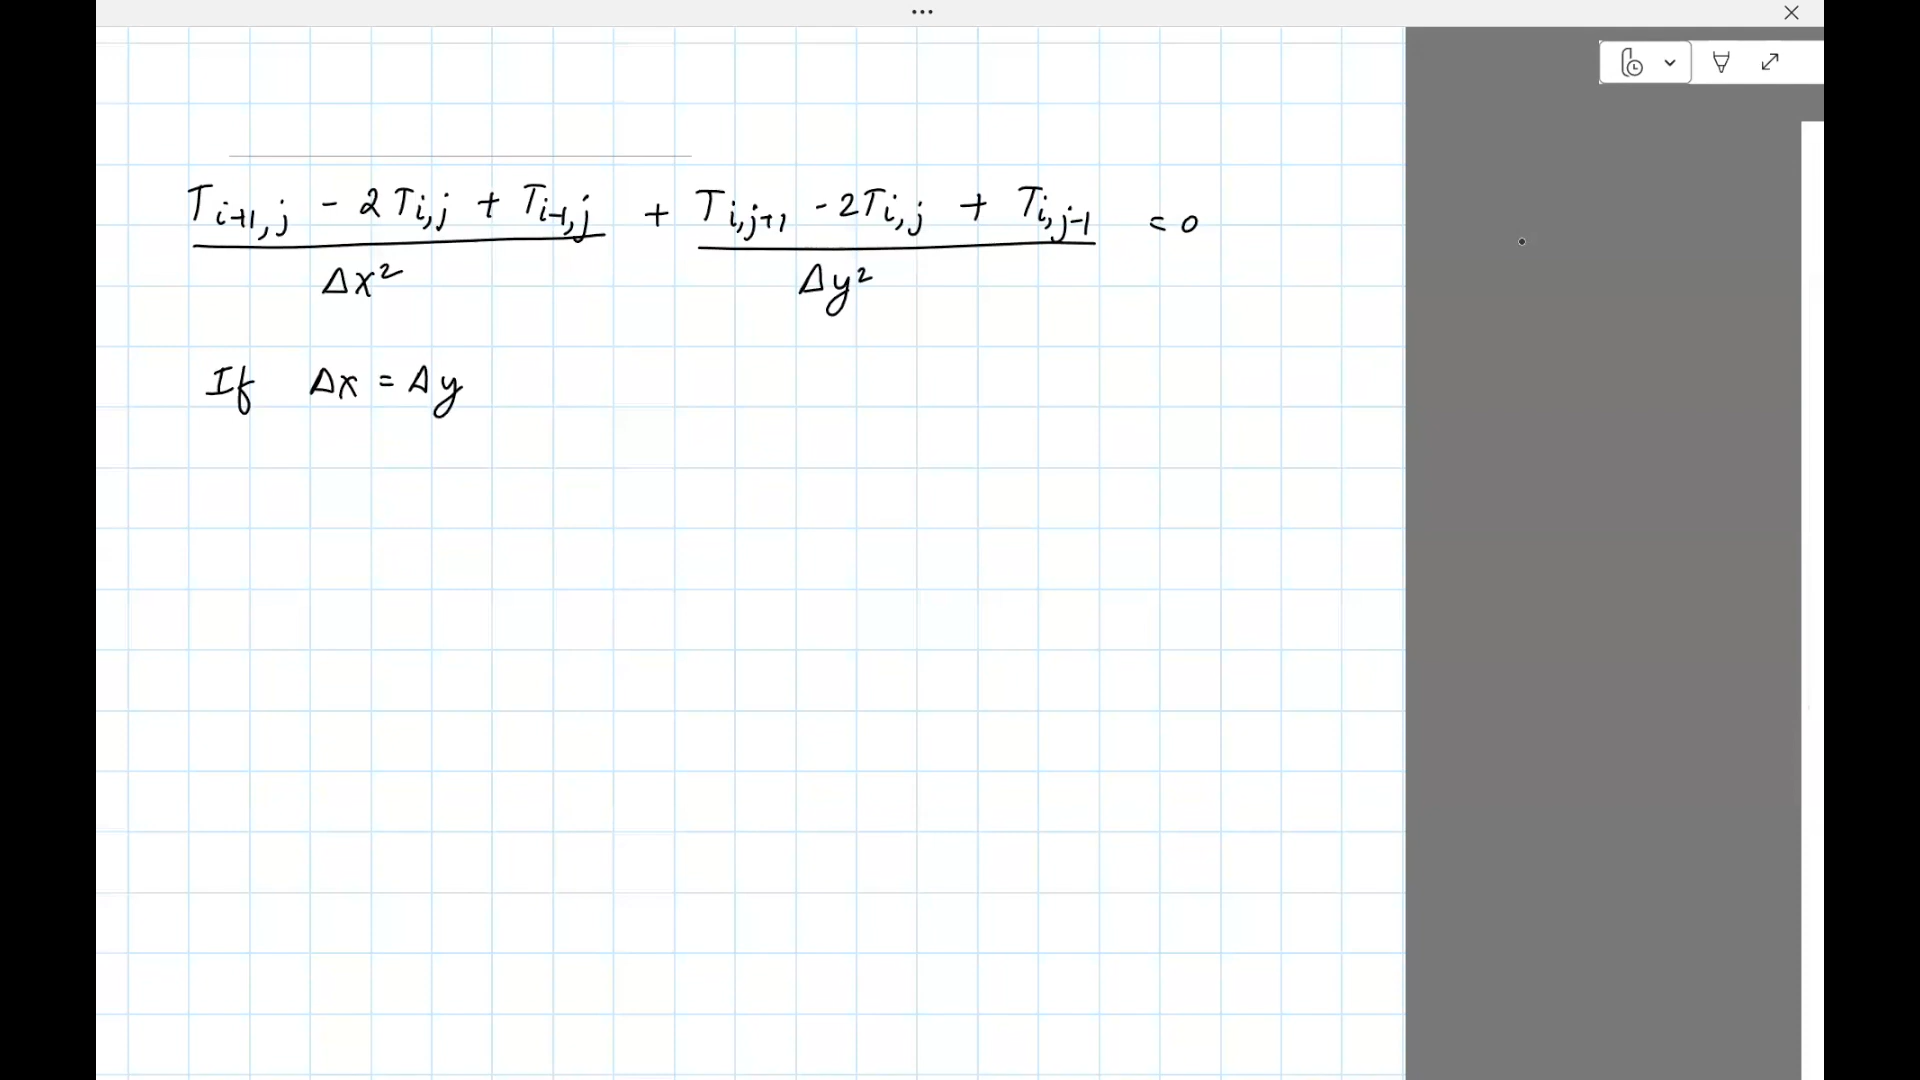 (T_{i+1,j} - 2T_{i,j} + T_{i-1,j}) / Δx² + (T_{i,j+1} - 2T_{i,j} + T_{i,j-1}) / Δy² = 0
If Δx = Δy